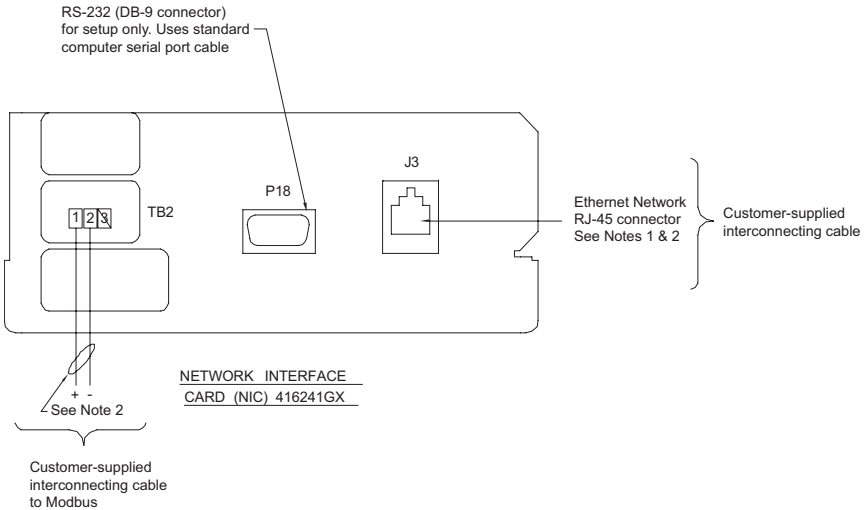 RS-232 (DB-9 connector)
for setup only. Uses standard
computer serial port cable
J3
P18
TB2
1 2 3
Ethernet Network
RJ-45 connector
See Notes 1 & 2
Customer-supplied
interconnecting cable
NETWORK INTERFACE
CARD (NIC) 416241GX
+ -
See Note 2
Customer-supplied
interconnecting cable
to Modbus